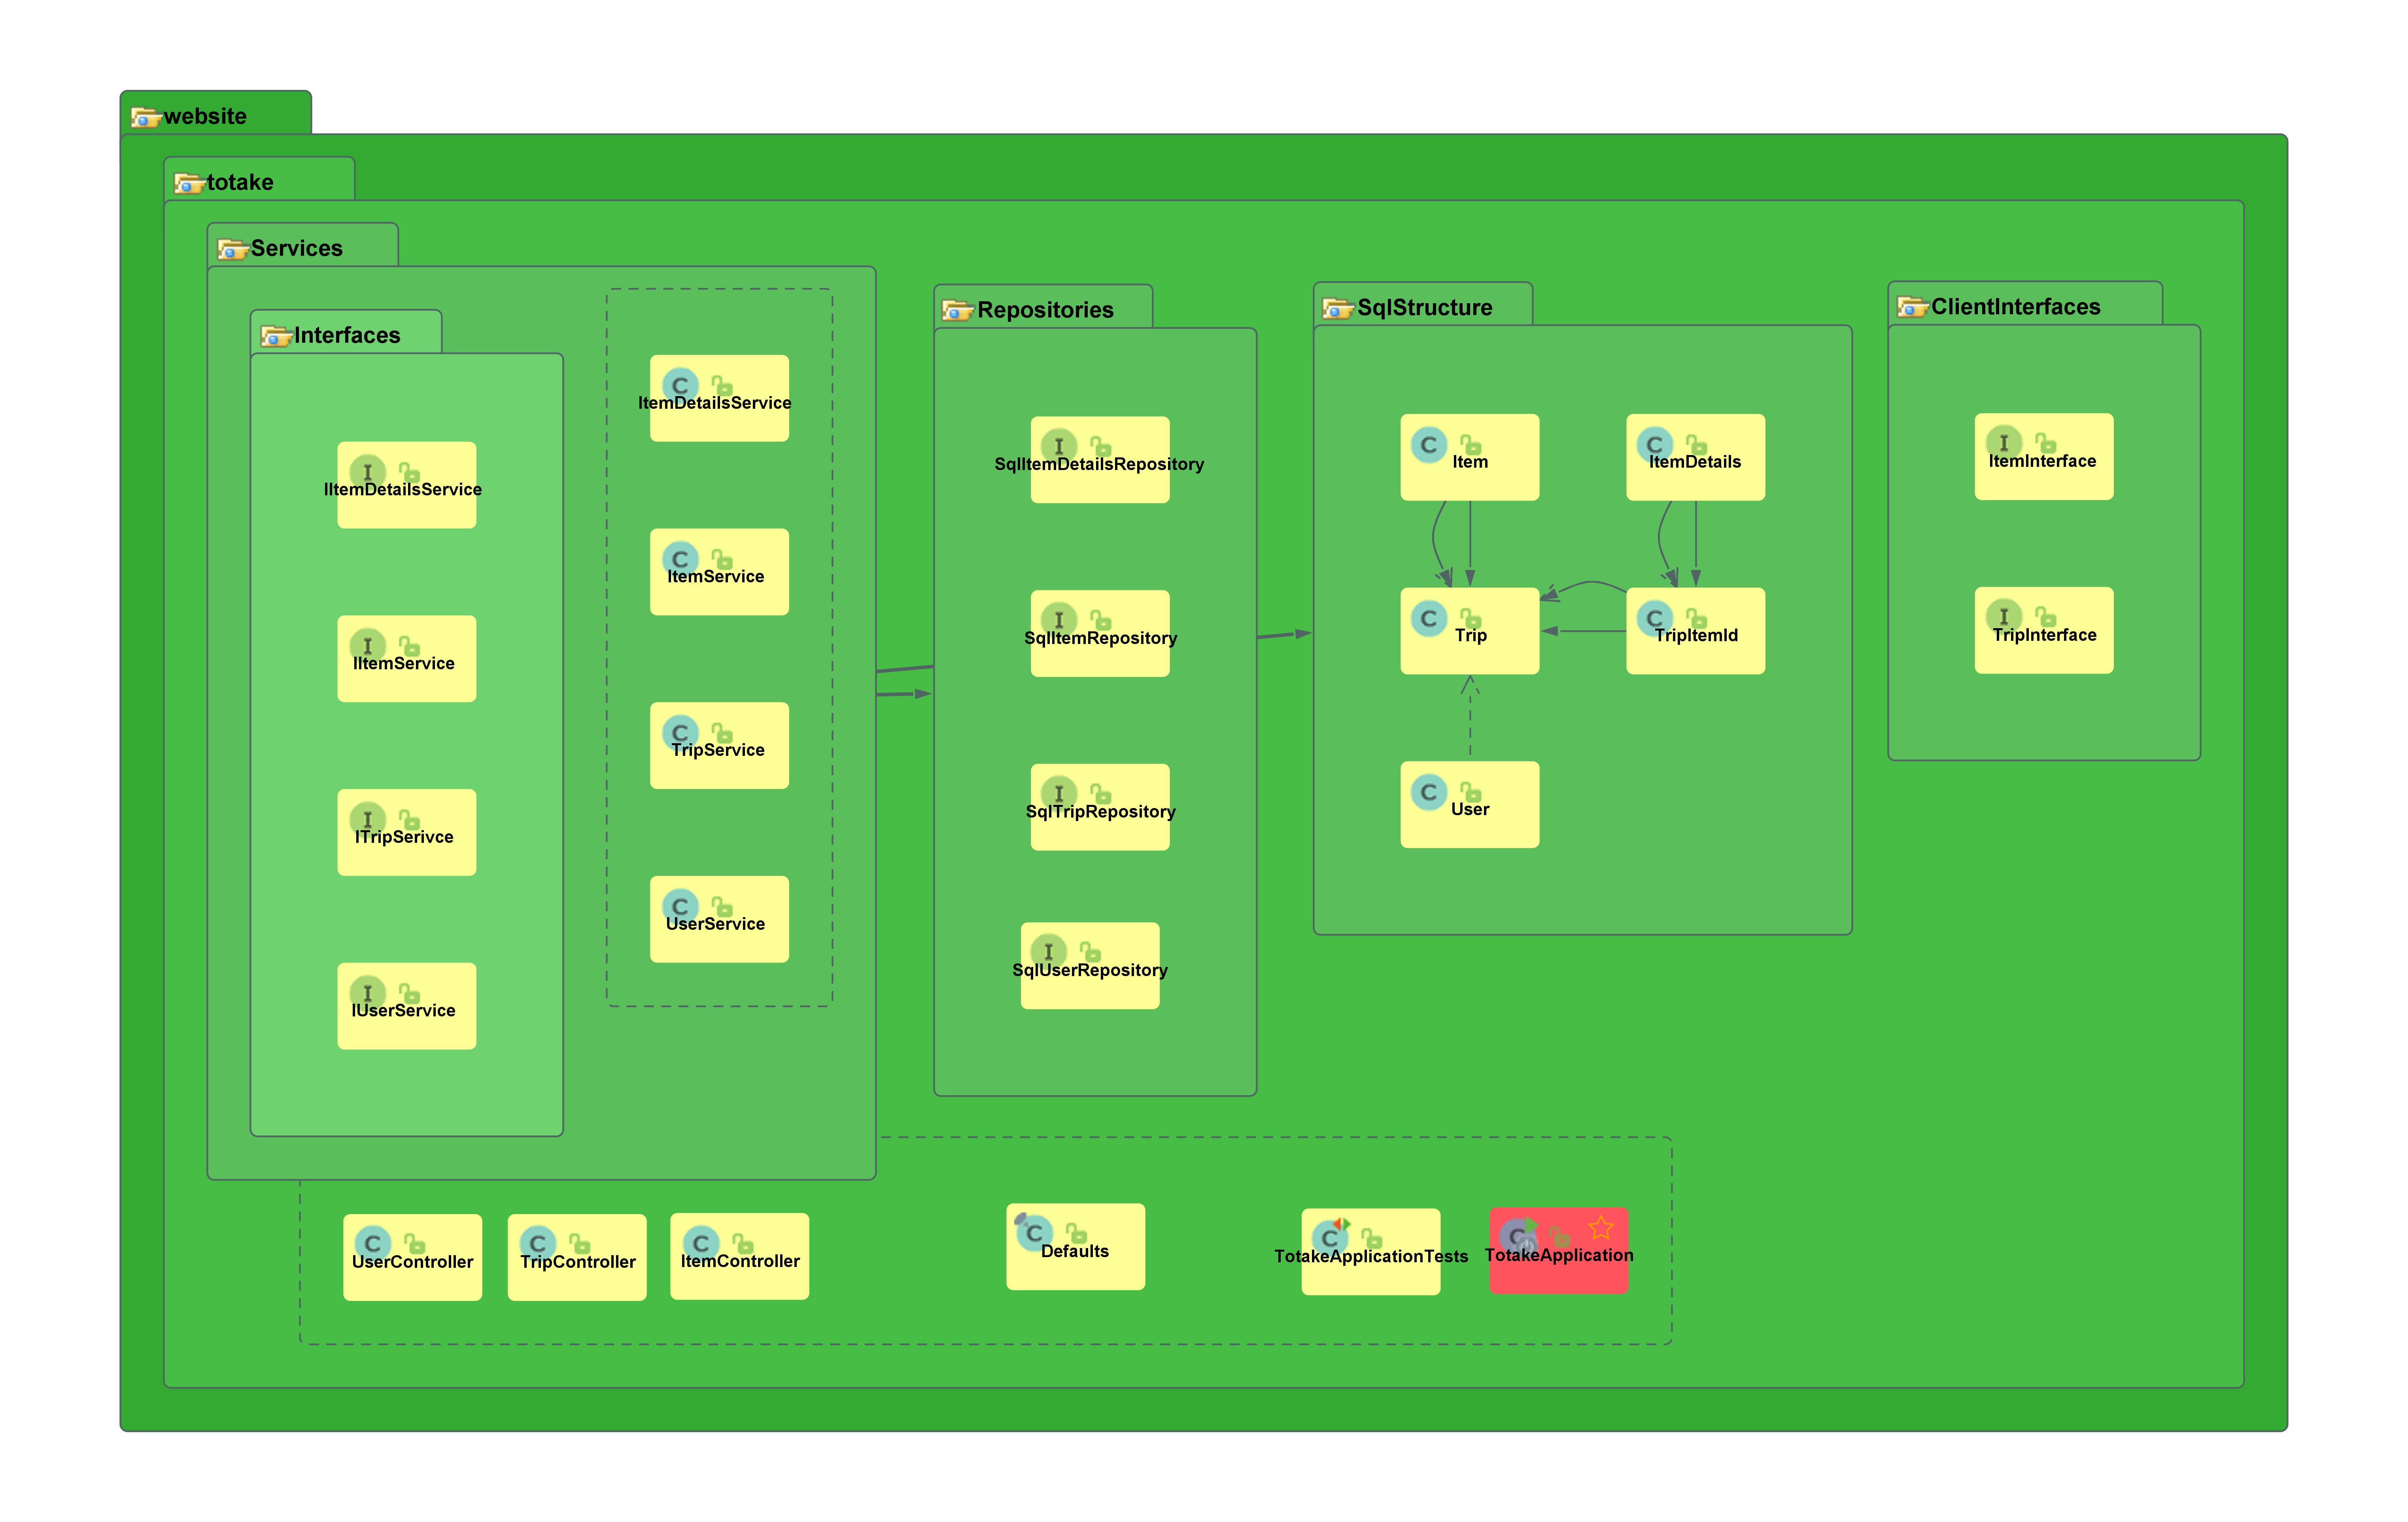 website
totake
Services
Interfaces
IItemDetailsService
IItemService
ITripSerivce
IUserService
C ItemDetailsService
C ItemService
C TripService
C UserService
Repositories
I SqlItemDetailsRepository
I SqlItemRepository
I SqlTripRepository
I SqlUserRepository
SqlStructure
C Item
C ItemDetails
C Trip
C TripItemId
C User
ClientInterfaces
I ItemInterface
I TripInterface
C UserController
C TripController
C ItemController
C Defaults
C TotakeApplicationTests
C TotakeApplication